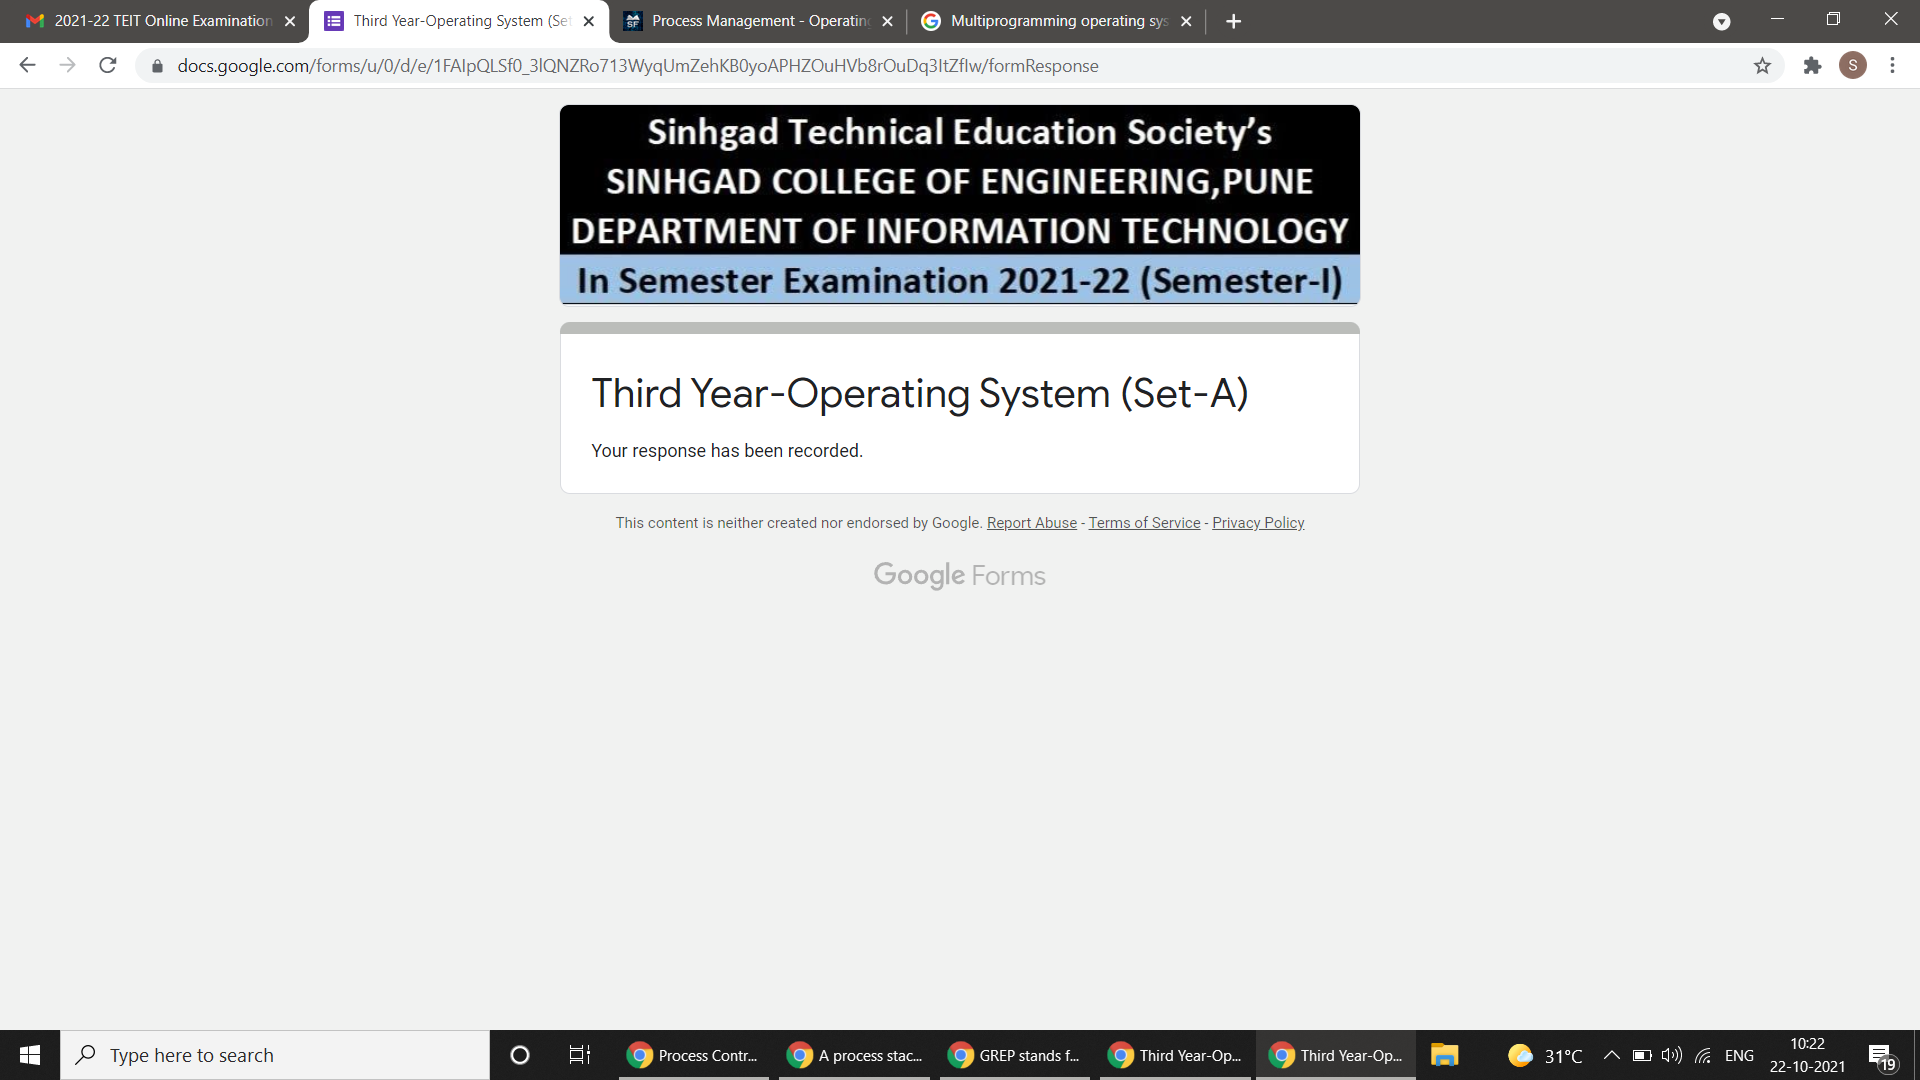 2021-22 TEIT Online Examination
Third Year-Operating System (Set
Process Management - Operating
Multiprogramming operating sys
docs.google.com/forms/u/0/d/e/1FAIpQLSf0_3lQNZRo713WyqUmZehKB0yoAPHZOuHVb8rOuDq3ItZfIw/formResponse
S
Sinhgad Technical Education Society's
SINHGAD COLLEGE OF ENGINEERING,PUNE
DEPARTMENT OF INFORMATION TECHNOLOGY
In Semester Examination 2021-22 (Semester-I)
Third Year-Operating System (Set-A)
Your response has been recorded.
This content is neither created nor endorsed by Google. Report Abuse - Terms of Service - Privacy Policy
Google Forms
Type here to search
Process Contr...
A process stac...
GREP stands f...
Third Year-Op...
Third Year-Op...
31°C
ENG
10:22
22-10-2021
19